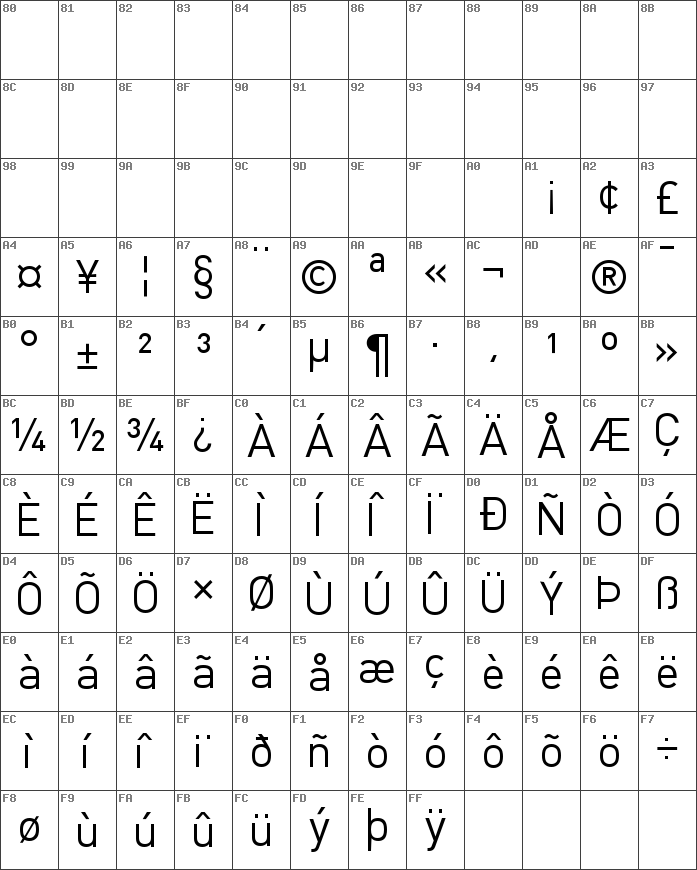 80 81 82 83 84 85 86 87 88 89 8A 8B
8C 8D 8E 8F 90 91 92 93 94 95 96 97
98 99 9A 9B 9C 9D 9E 9F A0 A1 A2 A3
¡ ¢ £
A4 A5 A6 A7 A8 A9 AA AB AC AD AE AF
¤ ¥ ¦ § ¨ © ª « ¬ ® ¯
B0 B1 B2 B3 B4 B5 B6 B7 B8 B9 BA BB
° ± ² ³ ´ µ ¶ · ¸ ¹ º »
BC BD BE BF C0 C1 C2 C3 C4 C5 C6 C7
¼ ½ ¾ ¿ À Á Â Ã Ä Å Æ Ç
C8 C9 CA CB CC CD CE CF D0 D1 D2 D3
È É Ê Ë Ì Í Î Ï Ð Ñ Ò Ó
D4 D5 D6 D7 D8 D9 DA DB DC DD DE DF
Ô Õ Ö × Ø Ù Ú Û Ü Ý Þ ß
E0 E1 E2 E3 E4 E5 E6 E7 E8 E9 EA EB
à á â ã ä å æ ç è é ê ë
EC ED EE EF F0 F1 F2 F3 F4 F5 F6 F7
ì í î ï ð ñ ò ó ô õ ö ÷
F8 F9 FA FB FC FD FE FF
ø ù ú û ü ý þ ÿ